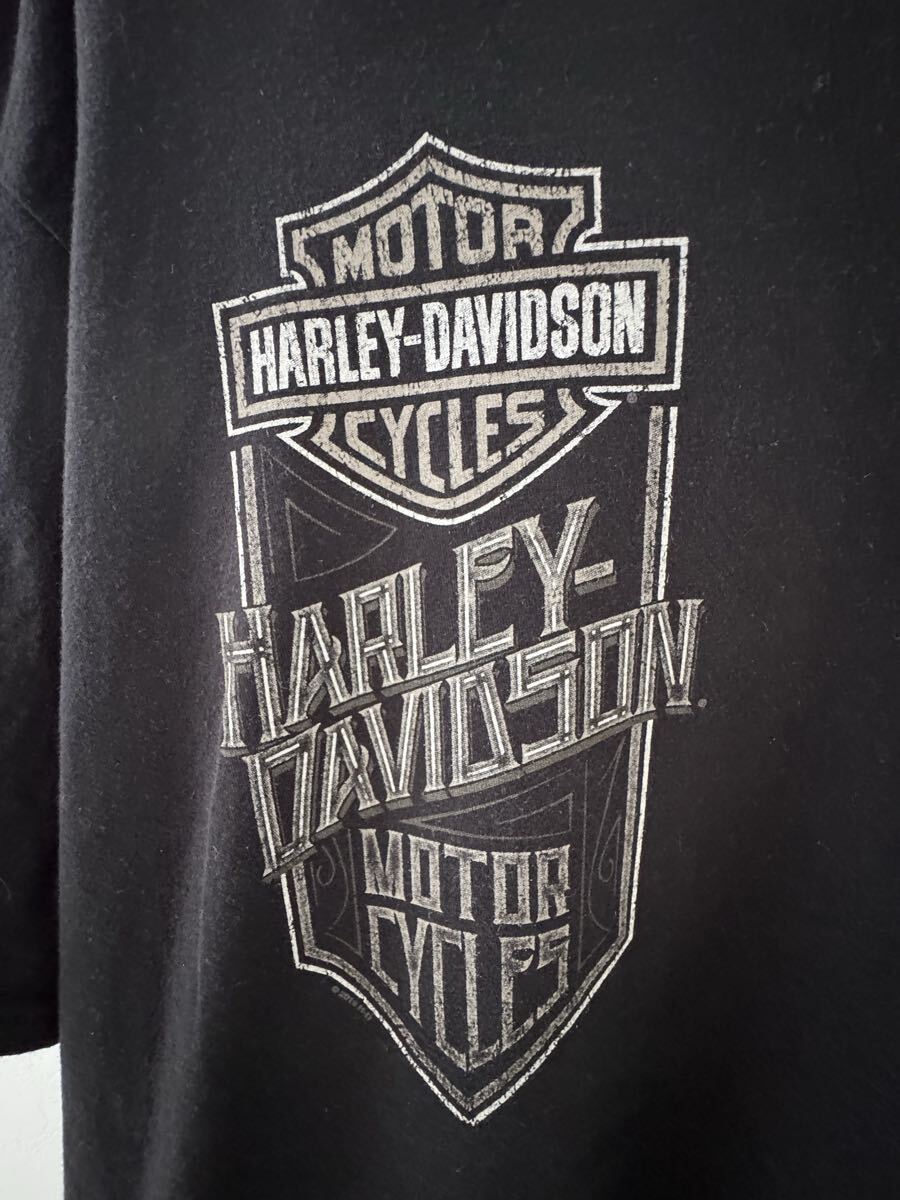 MOTOR
HARLEY-DAVIDSON
CYCLES
®
HARLEY-
DAVIDSON
MOTOR
CYCLES